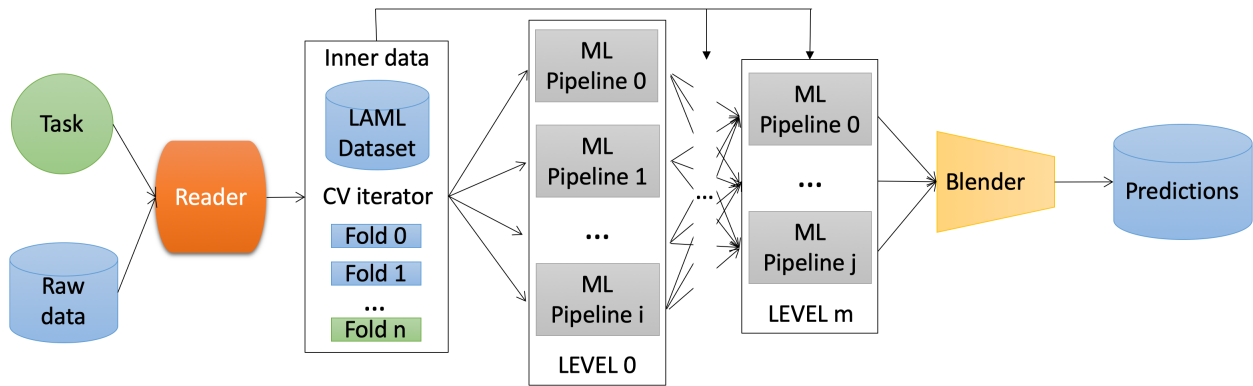 Task
Raw
data
Reader
Inner data
LAML
Dataset
CV iterator
Fold 0
Fold 1
...
Fold n
ML
Pipeline 0
ML
Pipeline 1
...
ML
Pipeline i
LEVEL 0
...
ML
Pipeline 0
...
ML
Pipeline j
LEVEL m
Blender
Predictions